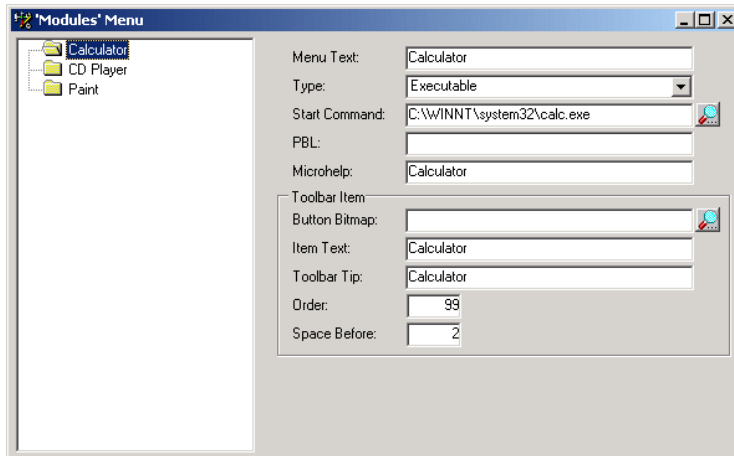 'Modules' Menu
Calculator
CD Player
Paint
Menu Text: Calculator
Type: Executable
Start Command: C:\WINNT\system32\calc.exe
PBL:
Microhelp: Calculator
Toolbar Item
Button Bitmap:
Item Text: Calculator
Toolbar Tip: Calculator
Order: 99
Space Before: 2